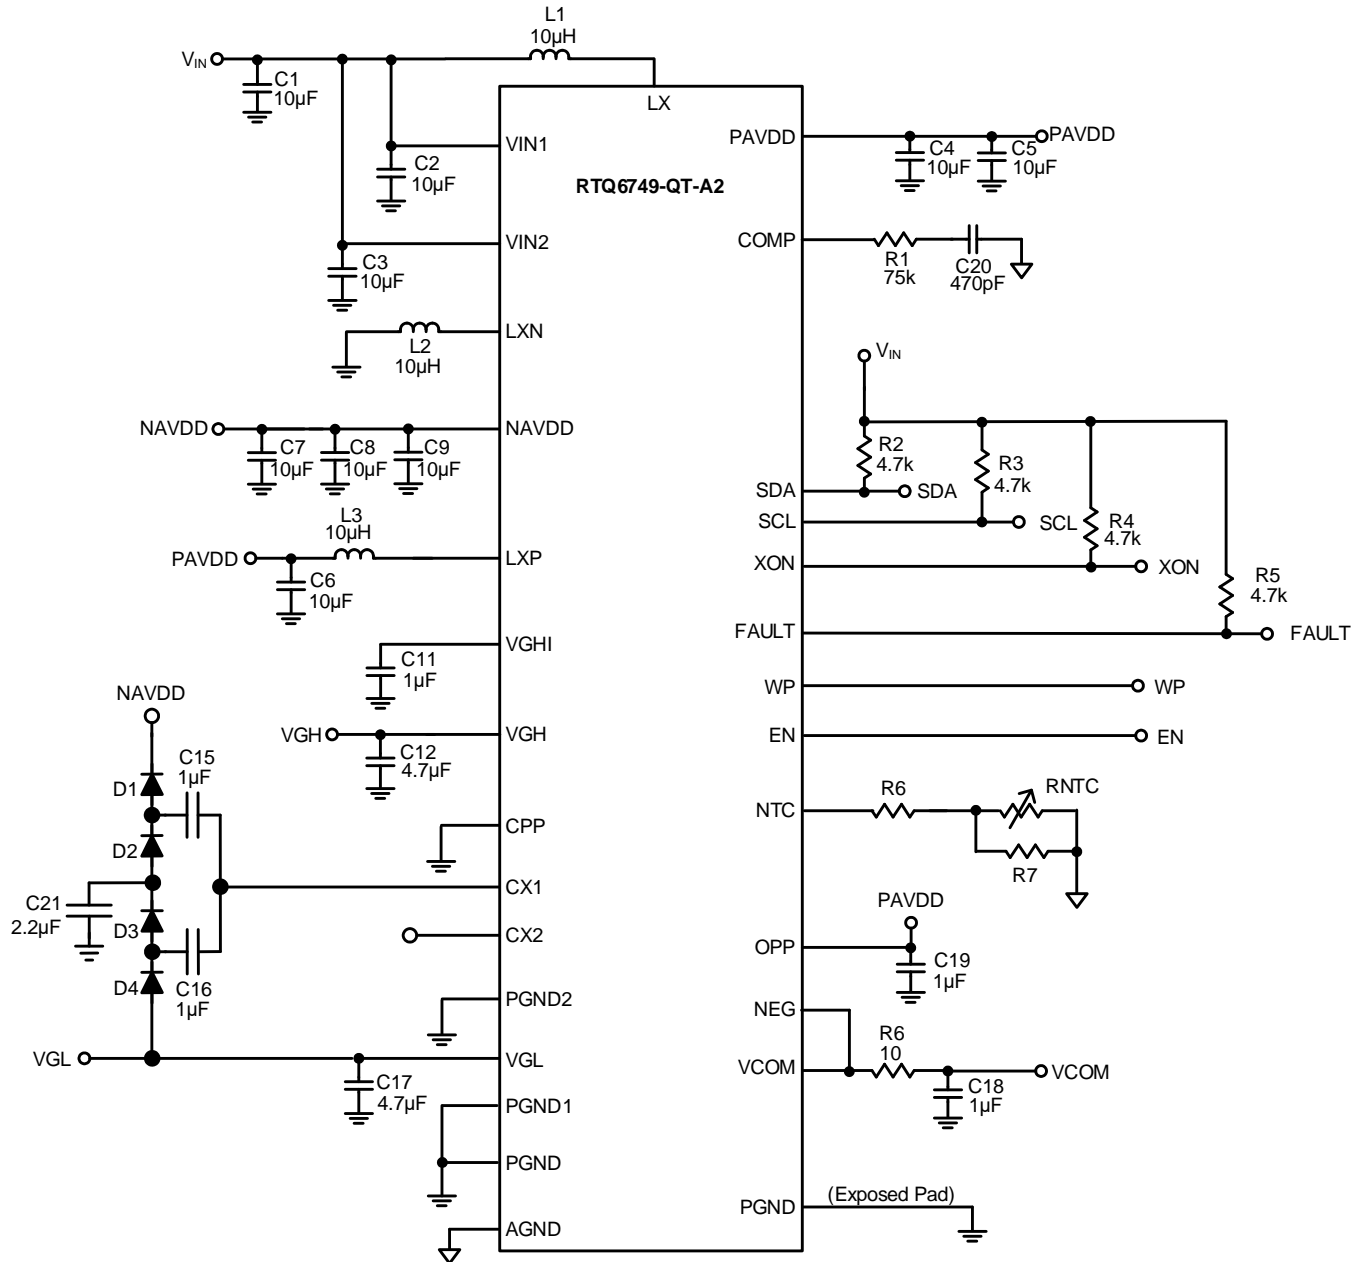 L1
10µH
VIN
C1
10µF
LX
VIN1
C2
10µF
RTQ6749-QT-A2
PAVDD
PAVDD
C4
10µF
C5
10µF
VIN2
C3
10µF
COMP
R1
75k
C20
470pF
LXN
L2
10µH
VIN
NAVDD
NAVDD
C7
10µF
C8
10µF
C9
10µF
R2
4.7k
R3
4.7k
R4
4.7k
R5
4.7k
SDA
SDA
SCL
SCL
XON
XON
L3
10µH
PAVDD
LXP
C6
10µF
FAULT
FAULT
VGHI
C11
1µF
WP
WP
NAVDD
VGH
VGH
C12
4.7µF
EN
EN
C15
1µF
D1
D2
D3
D4
C21
2.2µF
C16
1µF
NTC
R6
RNTC
R7
CPP
CX1
CX2
PAVDD
OPP
C19
1µF
PGND2
NEG
VGL
VGL
C17
4.7µF
VCOM
R6
10
C18
1µF
VCOM
PGND1
PGND
AGND
PGND
(Exposed Pad)